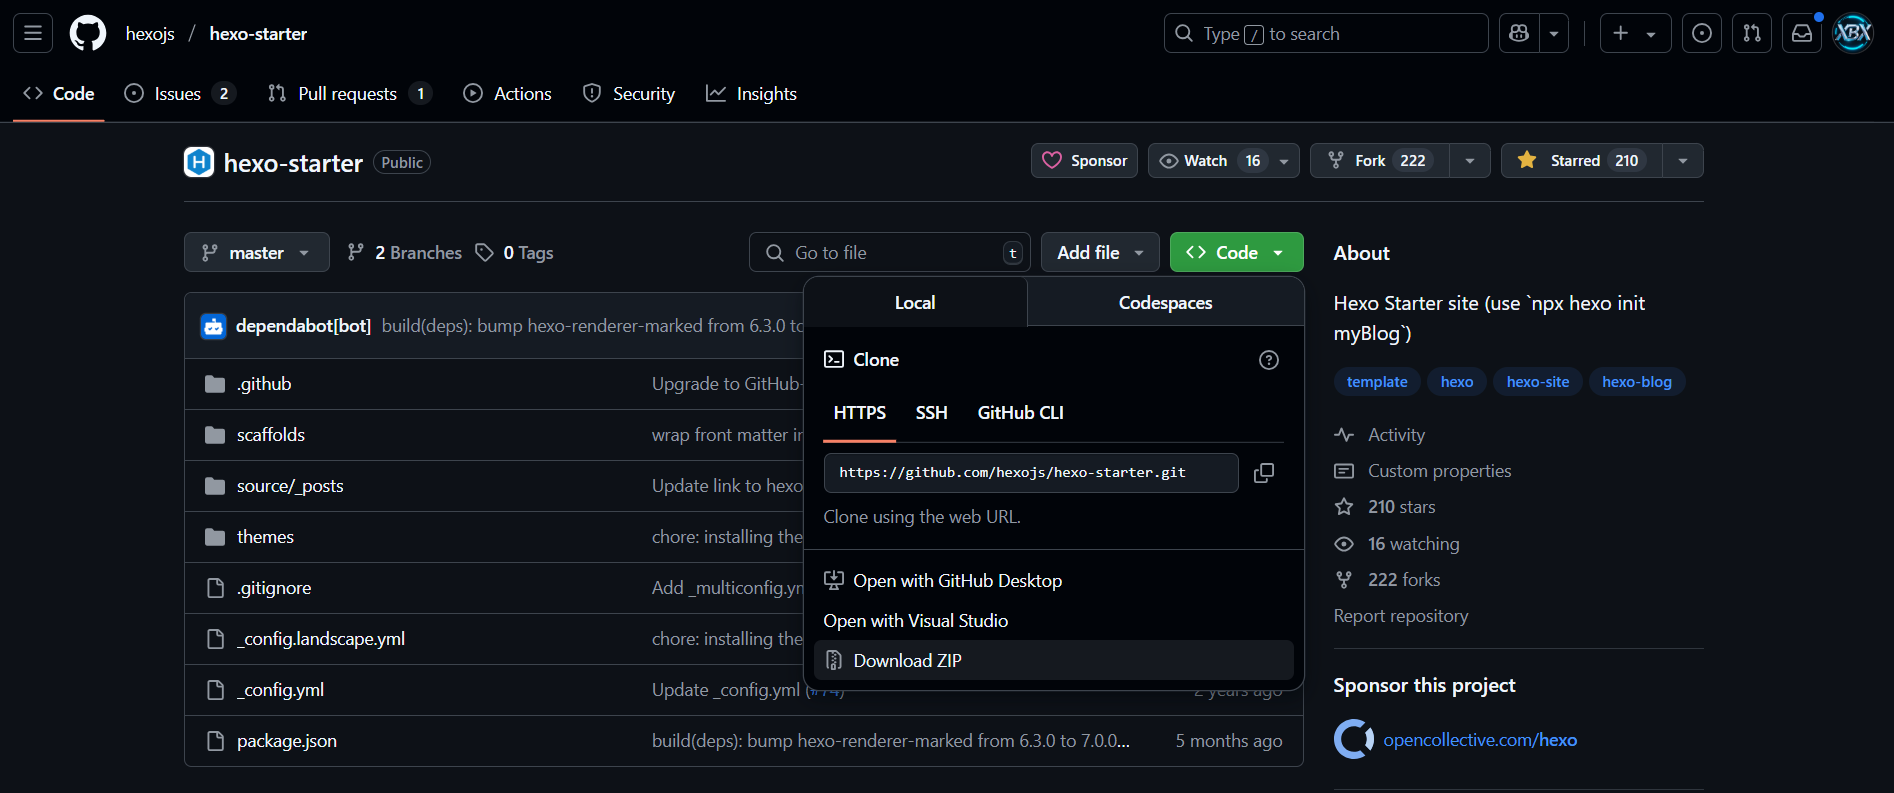 hexojs / hexo-starter
Type / to search
XBX
Code
Issues 2
Pull requests 1
Actions
Security
Insights
H hexo-starter Public
Sponsor
Watch 16
Fork 222
Starred 210
master
2 Branches
0 Tags
Go to file t
Add file
Code
About
Hexo Starter site (use `npx hexo init
myBlog`)
template hexo hexo-site hexo-blog
Activity
Custom properties
210 stars
16 watching
222 forks
Report repository
Sponsor this project
opencollective.com/hexo
dependabot[bot] build(deps): bump hexo-renderer-marked from 6.3.0 to
.github Upgrade to GitHub-
scaffolds wrap front matter in
source/_posts Update link to hexo
themes chore: installing the
.gitignore Add _multiconfig.ym
_config.landscape.yml chore: installing the
_config.yml Update _config.yml (#74) 2 years ago
package.json build(deps): bump hexo-renderer-marked from 6.3.0 to 7.0.0... 5 months ago
Local Codespaces
Clone
HTTPS SSH GitHub CLI
https://github.com/hexojs/hexo-starter.git
Clone using the web URL.
Open with GitHub Desktop
Open with Visual Studio
Download ZIP